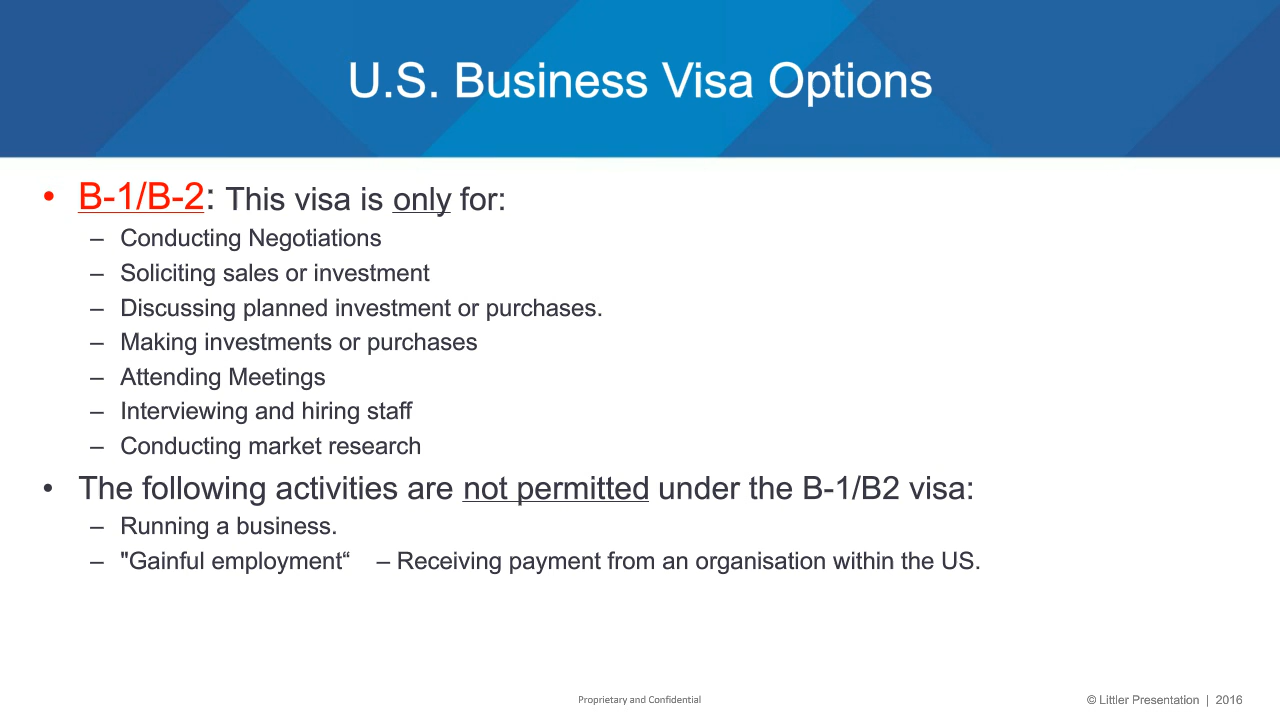 U.S. Business Visa Options
• B-1/B-2: This visa is only for:
– Conducting Negotiations
– Soliciting sales or investment
– Discussing planned investment or purchases.
– Making investments or purchases
– Attending Meetings
– Interviewing and hiring staff
– Conducting market research
• The following activities are not permitted under the B-1/B2 visa:
– Running a business.
– "Gainful employment“ – Receiving payment from an organisation within the US.
Proprietary and Confidential
© Littler Presentation | 2016